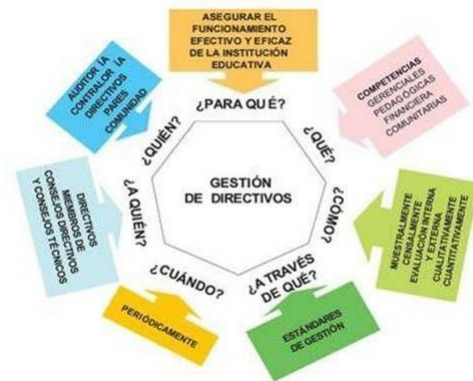 ASEGURAR EL
FUNCIONAMIENTO
EFECTIVO Y EFICAZ
DE LA INSTITUCIÓN
EDUCATIVA
¿PARA QUÉ?
COMPETENCIAS
GERENCIALES
PEDAGÓGICAS
FINANCIERA
COMUNITARIAS
¿QUÉ?
MUESTRALMENTE
CENSALMENTE
EVALUACIÓN INTERNA
Y EXTERNA
CUALITATIVAMENTE
CUANTITATIVAMENTE
¿CÓMO?
ESTÁNDARES
DE GESTIÓN
¿A TRAVÉS
DE QUÉ?
PERIÓDICAMENTE
¿CUÁNDO?
DIRECTIVOS
MIEMBROS DE
CONSEJOS DIRECTIVOS
Y CONSEJOS TÉCNICOS
¿A QUIÉN?
AUDITOR ÍA
CONTRALOR ÍA
DIRECTIVOS
PARES
COMUNIDAD
¿QUIÉN?
GESTIÓN
DE DIRECTIVOS